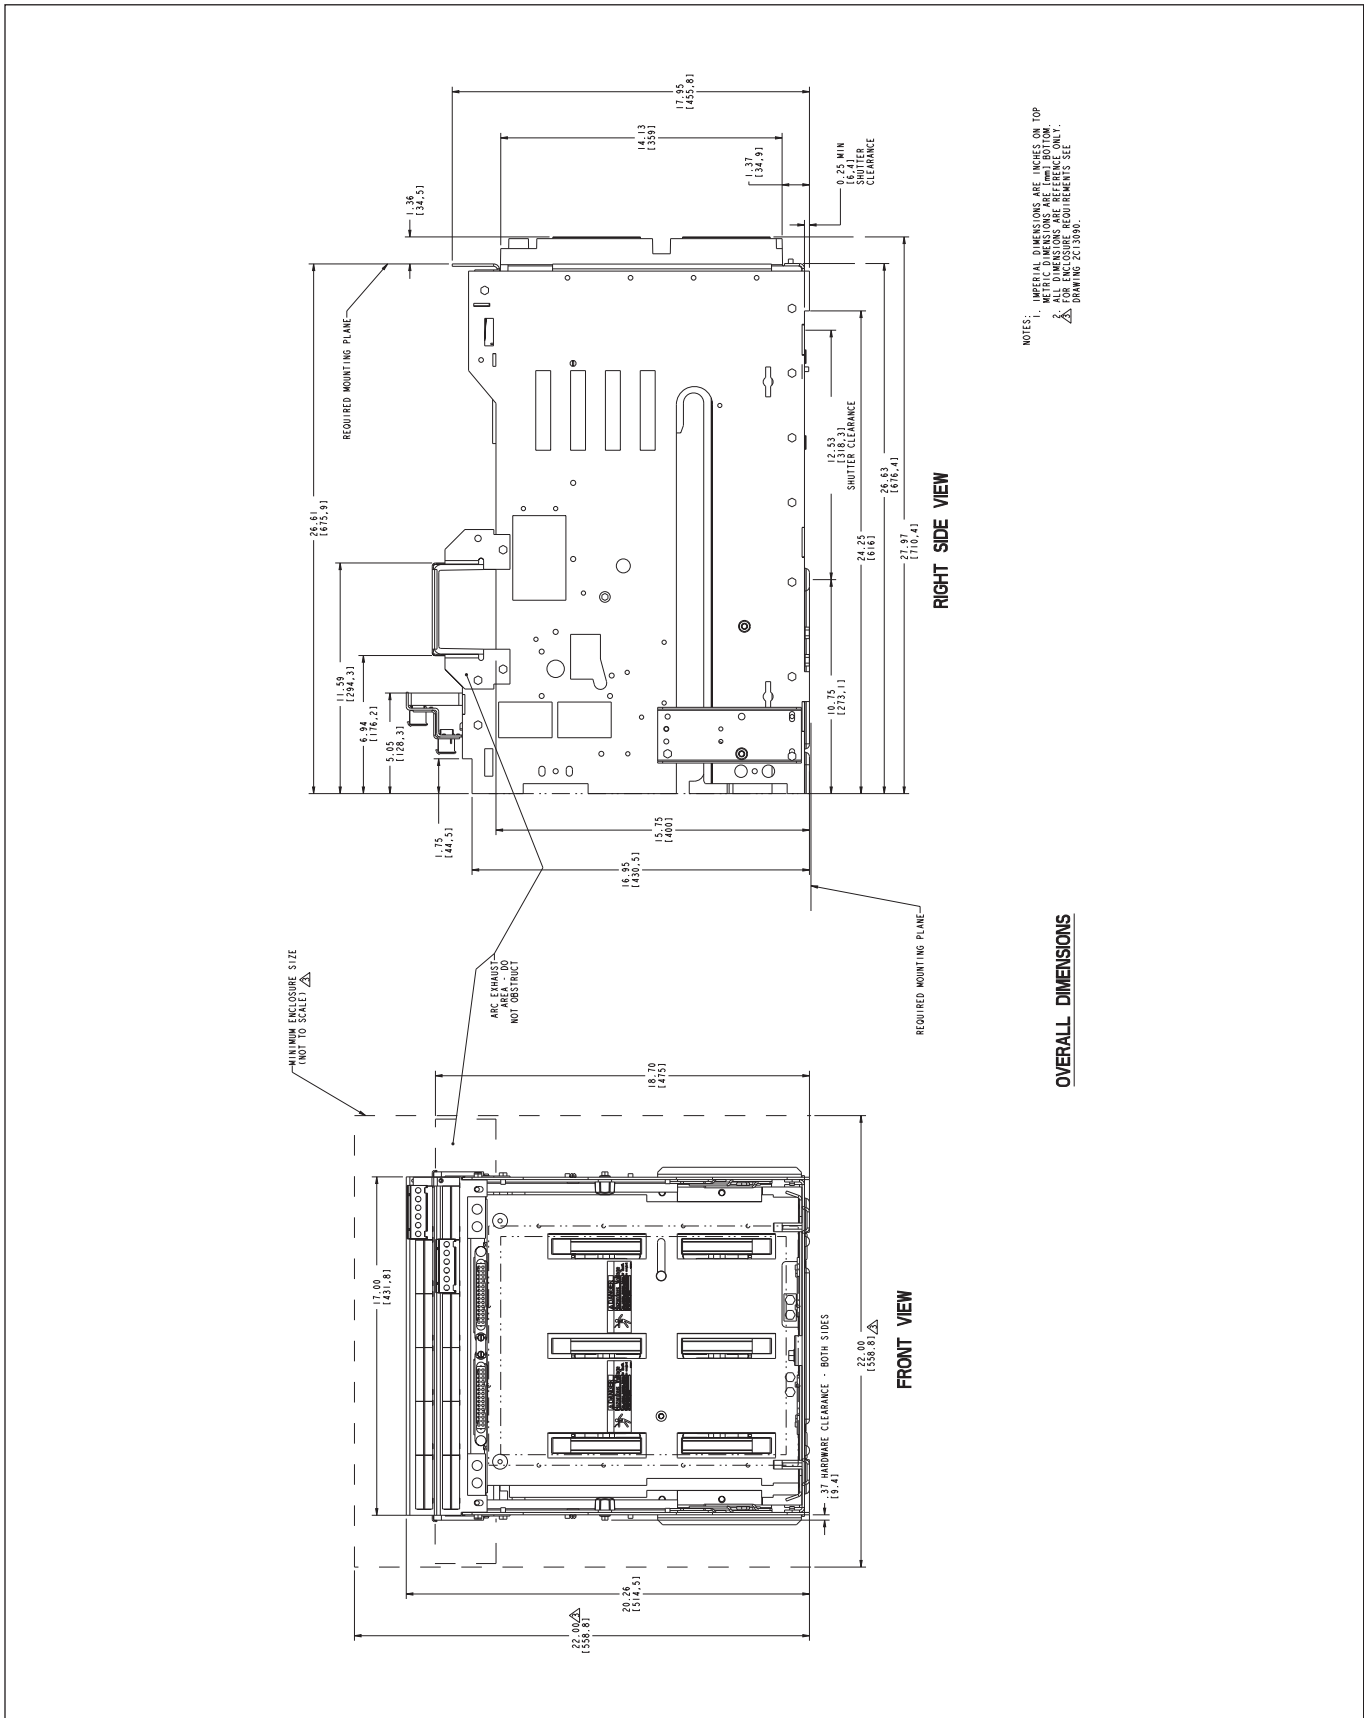 MINIMUM ENCLOSURE SIZE
(NOT TO SCALE) 3
22.00 3
[558.8]
20.26
[514.5]
17.00
[431.8]
18.70
[475]
.37 HARDWARE CLEARANCE - BOTH SIDES
[9.4]
22.00
[558.8] 3
FRONT VIEW
ARC EXHAUST
AREA - DO
NOT OBSTRUCT
REQUIRED MOUNTING PLANE
26.61
[675.9]
11.59
[294.3]
6.94
[176.2]
5.05
[128.3]
1.75
[44.5]
REQUIRED MOUNTING PLANE
1.36
[34.5]
17.95
[455.8]
14.13
[359]
1.37
[34.9]
0.25 MIN
[6.4]
SHUTTER
CLEARANCE
16.95
[430.5]
15.75
[400]
10.75
[273.1]
12.53
[318.3]
SHUTTER CLEARANCE
24.25
[616]
26.63
[676.4]
27.97
[710.4]
RIGHT SIDE VIEW
NOTES:
1. IMPERIAL DIMENSIONS ARE INCHES ON TOP
METRIC DIMENSIONS ARE [mm] BOTTOM.
2. ALL DIMENSIONS ARE REFERENCE ONLY.
3 FOR ENCLOSURE REQUIREMENTS SEE
DRAWING 2C13090.
OVERALL DIMENSIONS